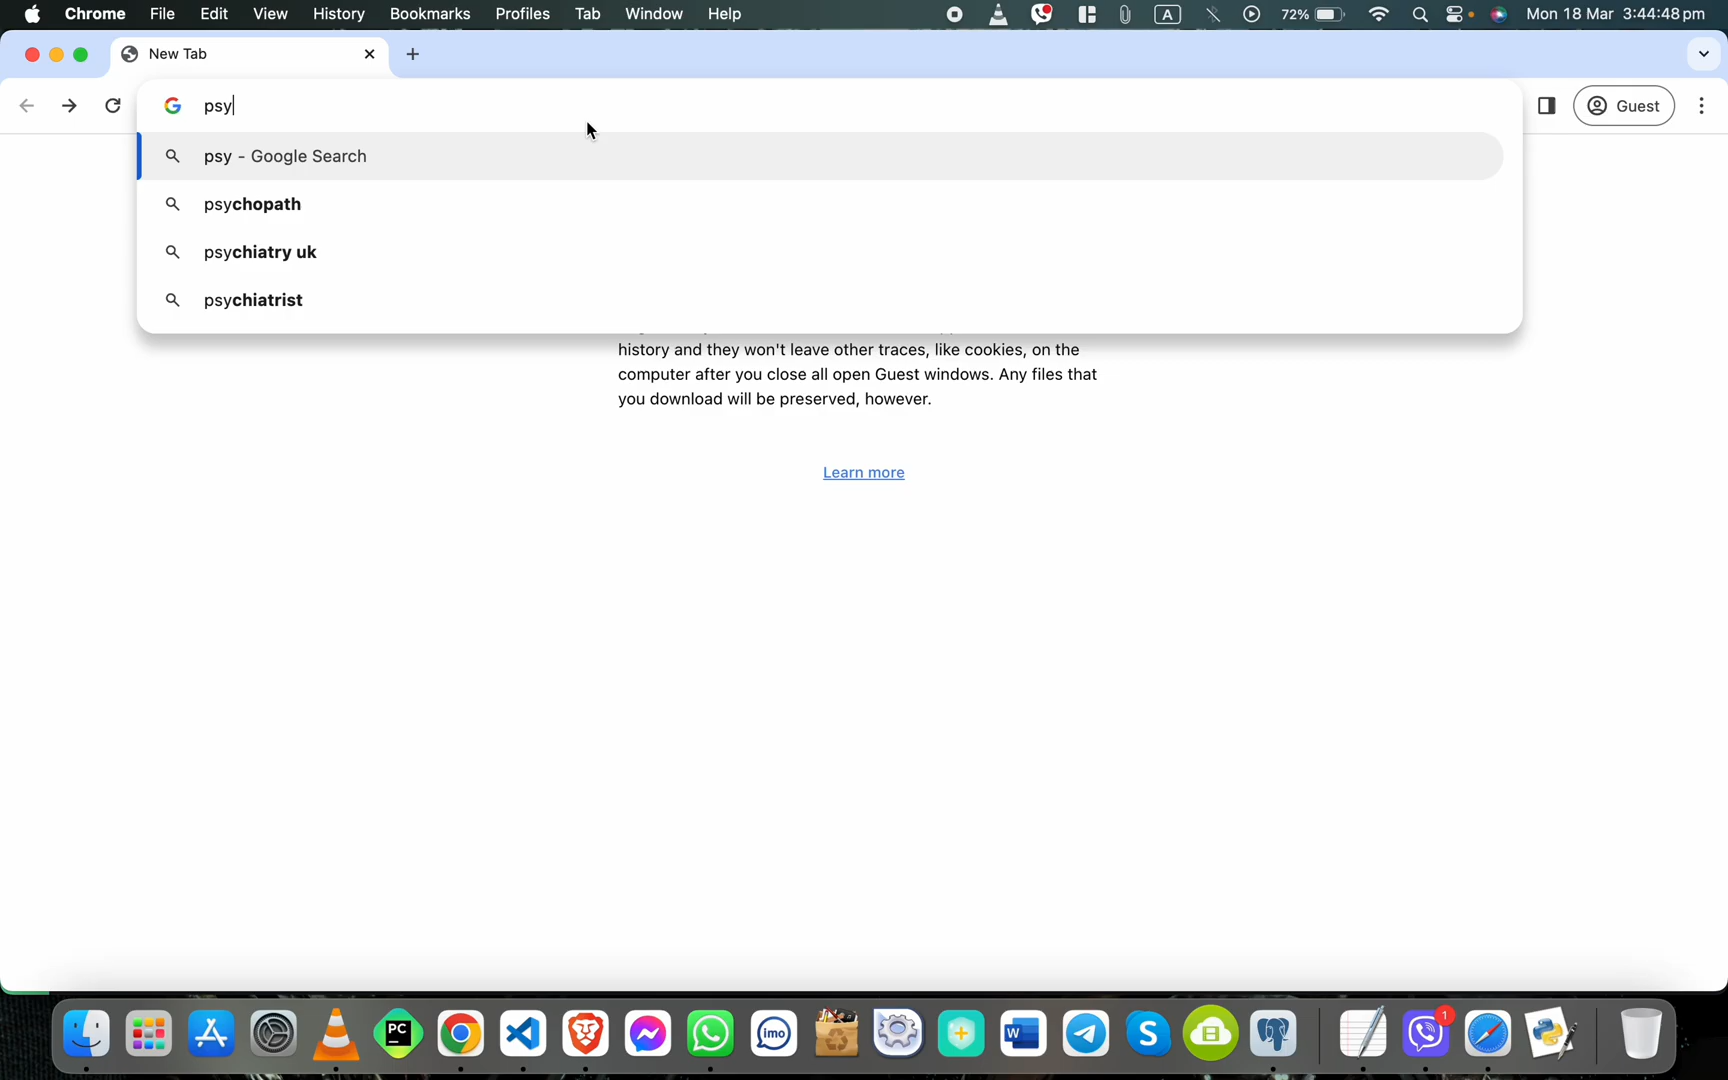 Chrome File Edit View History Bookmarks Profiles Tab Window Help A 72% Mon 18 Mar 3:44:48 pm
New Tab
psy Guest
psy - Google Search
psychopath
psychiatry uk
psychiatrist
history and they won't leave other traces, like cookies, on the
computer after you close all open Guest windows. Any files that
you download will be preserved, however.
Learn more
PC imo W S 1